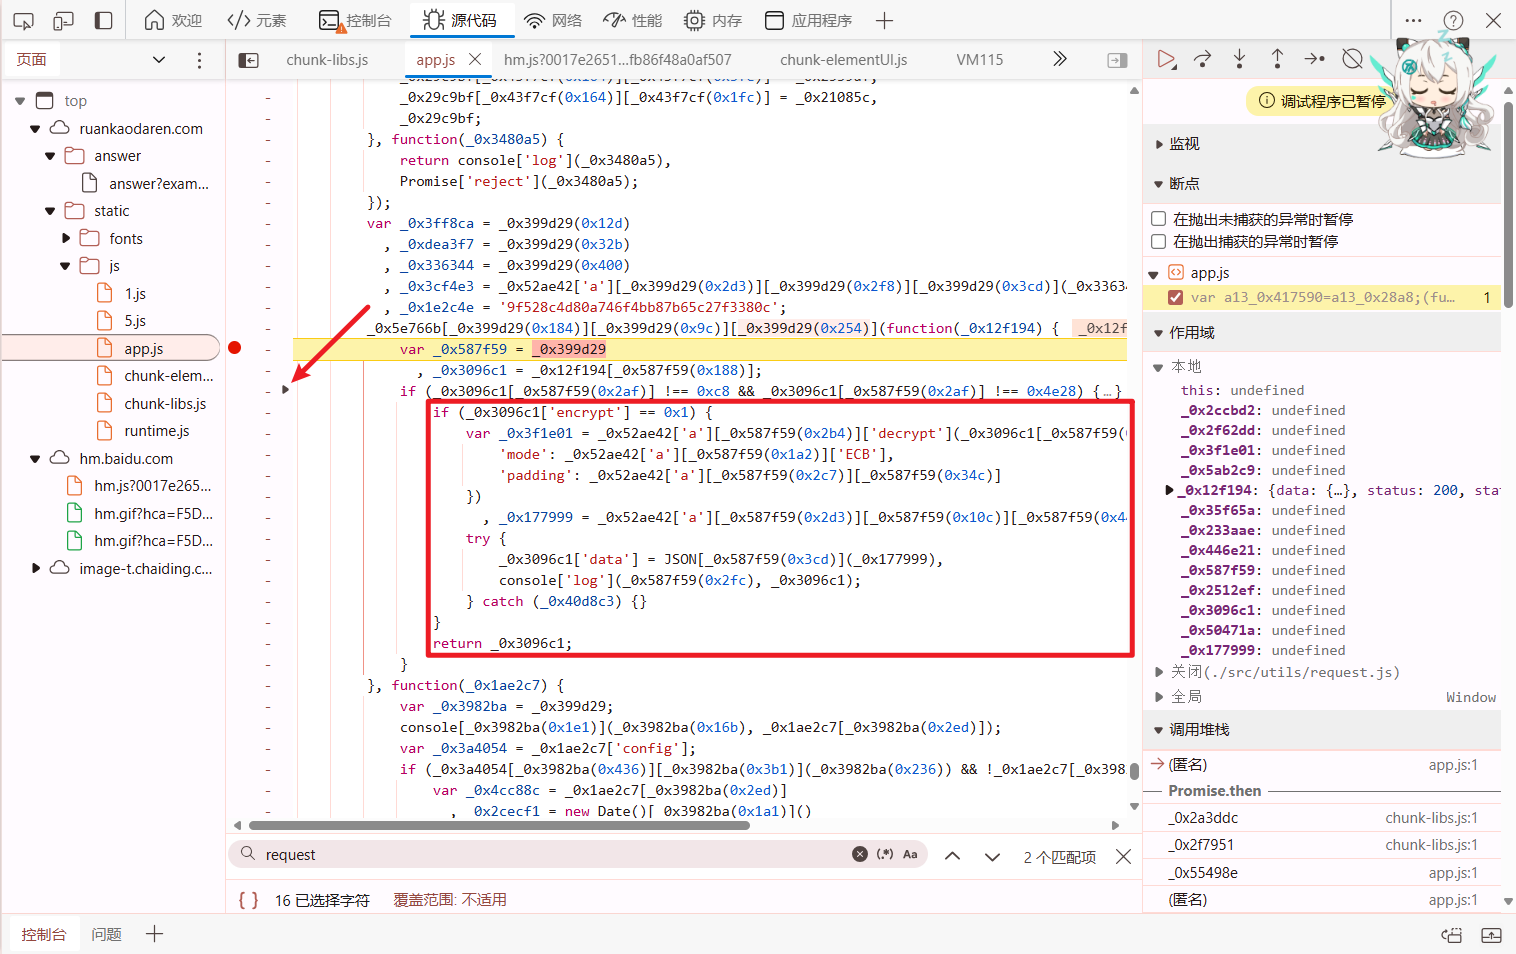 欢迎
元素
控制台
源代码
网络
性能
内存
应用程序
页面
chunk-libs.js
app.js
hm.js?0017e2651...fb86f48a0af507
chunk-elementUI.js
VM115
top
ruankaodaren.com
answer
answer?exam...
static
fonts
js
1.js
5.js
app.js
chunk-elem...
chunk-libs.js
runtime.js
hm.baidu.com
hm.js?0017e265...
hm.gif?hca=F5D...
hm.gif?hca=F5D...
image-t.chaiding.c...
_0x29c9bf[_0x43f7cf(0x164)][_0x43f7cf(0x1fc)] = _0x21085c,
_0x29c9bf;
}, function(_0x3480a5) {
return console['log'](_0x3480a5),
Promise['reject'](_0x3480a5);
});
var _0x3ff8ca = _0x399d29(0x12d)
, _0xdea3f7 = _0x399d29(0x32b)
, _0x336344 = _0x399d29(0x400)
, _0x3cf4e3 = _0x52ae42['a'][_0x399d29(0x2d3)][_0x399d29(0x2f8)][_0x399d29(0x3cd)](_0x3363
, _0x1e2c4e = '9f528c4d80a746f4bb87b65c27f3380c';
_0x5e766b[_0x399d29(0x184)][_0x399d29(0x9c)][_0x399d29(0x254)](function(_0x12f194) { _0x12f
var _0x587f59 = _0x399d29
, _0x3096c1 = _0x12f194[_0x587f59(0x188)];
if (_0x3096c1[_0x587f59(0x2af)] !== 0xc8 && _0x3096c1[_0x587f59(0x2af)] !== 0x4e28) {…}
if (_0x3096c1['encrypt'] == 0x1) {
var _0x3f1e01 = _0x52ae42['a'][_0x587f59(0x2b4)]['decrypt'](_0x3096c1[_0x587f59(
'mode': _0x52ae42['a'][_0x587f59(0x1a2)]['ECB'],
'padding': _0x52ae42['a'][_0x587f59(0x2c7)][_0x587f59(0x34c)]
})
, _0x177999 = _0x52ae42['a'][_0x587f59(0x2d3)][_0x587f59(0x10c)][_0x587f59(0x4
try {
_0x3096c1['data'] = JSON[_0x587f59(0x3cd)](_0x177999),
console['log'](_0x587f59(0x2fc), _0x3096c1);
} catch (_0x40d8c3) {}
}
return _0x3096c1;
}
}, function(_0x1ae2c7) {
var _0x3982ba = _0x399d29;
console[_0x3982ba(0x1e1)](_0x3982ba(0x16b), _0x1ae2c7[_0x3982ba(0x2ed)]);
var _0x3a4054 = _0x1ae2c7['config'];
if (_0x3a4054[_0x3982ba(0x436)][_0x3982ba(0x3b1)](_0x3982ba(0x236)) && !_0x1ae2c7[_0x398
var _0x4cc88c = _0x1ae2c7[_0x3982ba(0x2ed)]
, _0x2cecf1 = new Date()[_0x3982ba(0x1a1)]()
request
Aa
2 个匹配项
{ } 16 已选择字符
覆盖范围: 不适用
控制台
问题
调试程序已暂停
监视
断点
在抛出未捕获的异常时暂停
在抛出捕获的异常时暂停
app.js
var a13_0x417590=a13_0x28a8;(fu... 1
作用域
本地
this: undefined
_0x2ccbd2: undefined
_0x2f62dd: undefined
_0x3f1e01: undefined
_0x5ab2c9: undefined
_0x12f194: {data: {…}, status: 200, sta
_0x35f65a: undefined
_0x233aae: undefined
_0x446e21: undefined
_0x587f59: undefined
_0x2512ef: undefined
_0x3096c1: undefined
_0x50471a: undefined
_0x177999: undefined
关闭(./src/utils/request.js)
全局 Window
调用堆栈
(匿名) app.js:1
Promise.then
_0x2a3ddc chunk-libs.js:1
_0x2f7951 chunk-libs.js:1
_0x55498e app.js:1
(匿名) app.js:1